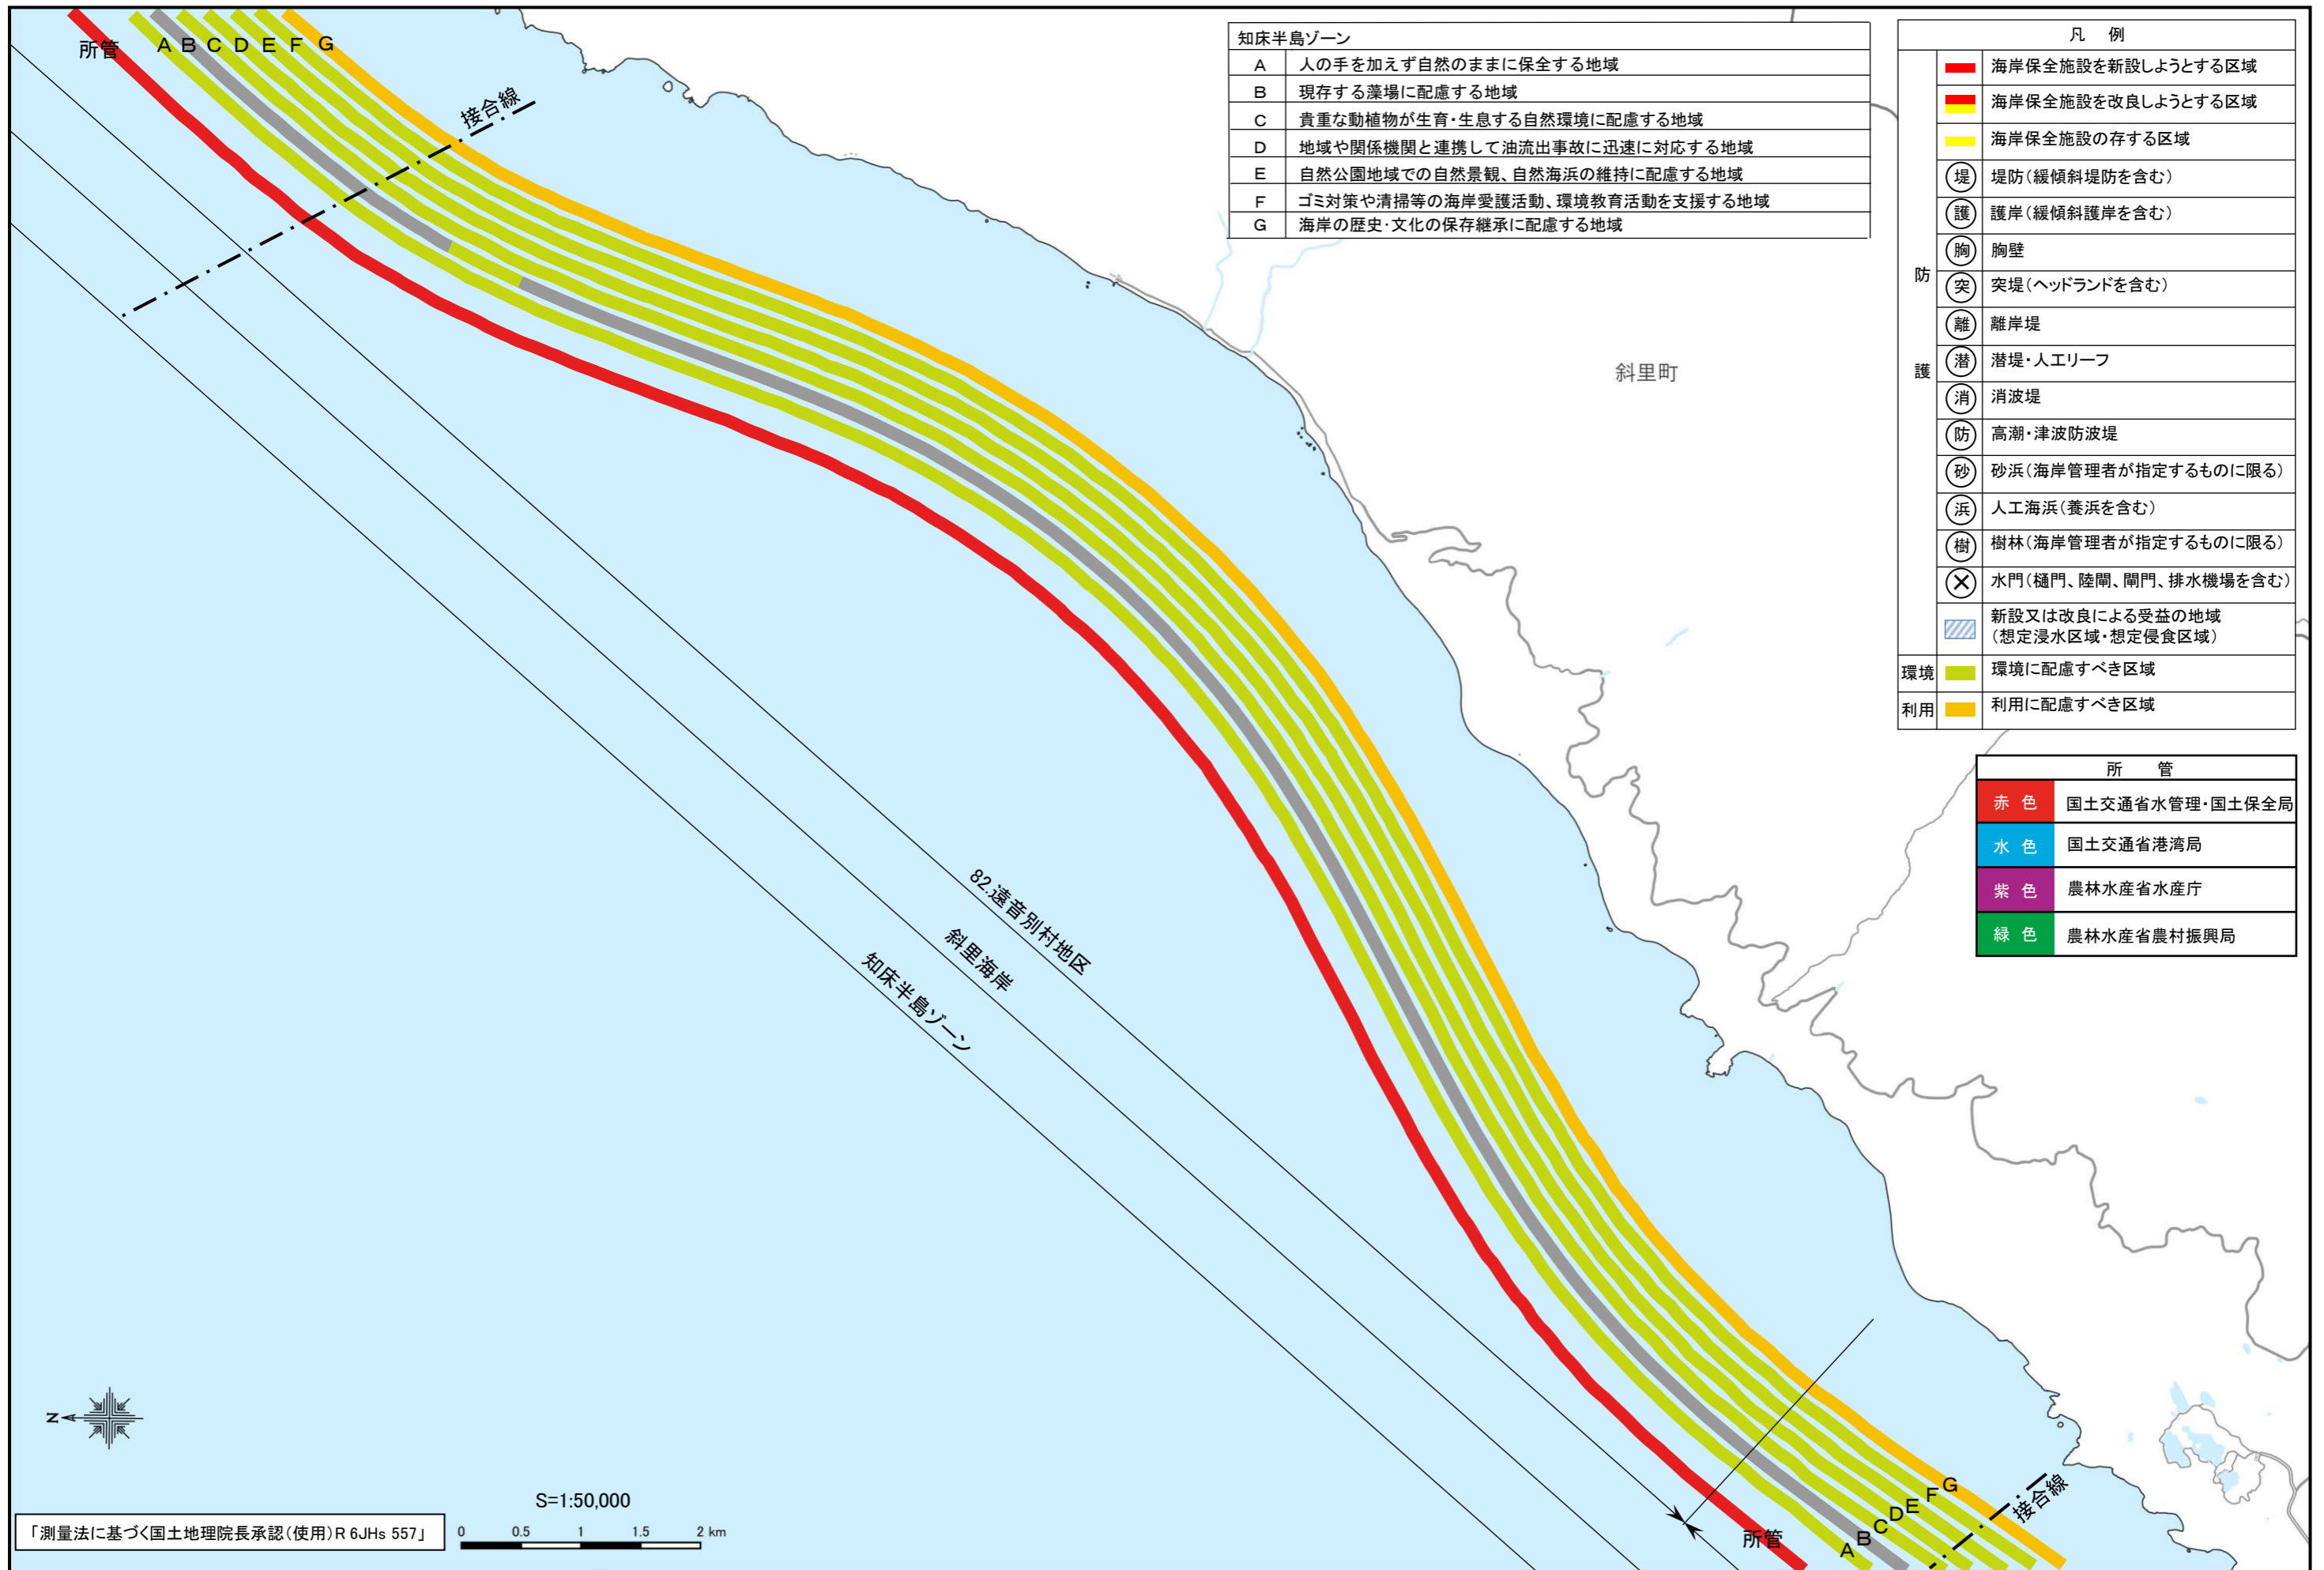 所管 A B C D E F G
接合線
知床半島ゾーン
A 人の手を加えず自然のままに保全する地域
B 現存する藻場に配慮する地域
C 貴重な動植物が生育・生息する自然環境に配慮する地域
D 地域や関係機関と連携して油流出事故に迅速に対応する地域
E 自然公園地域での自然景観、自然海浜の維持に配慮する地域
F ゴミ対策や清掃等の海岸愛護活動、環境教育活動を支援する地域
G 海岸の歴史・文化の保存継承に配慮する地域
凡 例
防護
海岸保全施設を新設しようとする区域
海岸保全施設を改良しようとする区域
海岸保全施設の存する区域
堤 堤防(緩傾斜堤防を含む)
護 護岸(緩傾斜護岸を含む)
胸 胸壁
突 突堤(ヘッドランドを含む)
離 離岸堤
潜 潜堤・人工リーフ
消 消波堤
防 高潮・津波防波堤
砂 砂浜(海岸管理者が指定するものに限る)
浜 人工海浜(養浜を含む)
樹 樹林(海岸管理者が指定するものに限る)
水門(樋門、陸閘、閘門、排水機場を含む)
新設又は改良による受益の地域
(想定浸水区域・想定侵食区域)
環境 環境に配慮すべき区域
利用 利用に配慮すべき区域
所 管
赤 色 国土交通省水管理・国土保全局
水 色 国土交通省港湾局
紫 色 農林水産省水産庁
緑 色 農林水産省農村振興局
斜里町
82.遠音別村地区
斜里海岸
知床半島ゾーン
N
S=1:50,000
0 0.5 1 1.5 2 km
「測量法に基づく国土地理院長承認(使用)R 6JHs 557」
所管 A B C D E F G
接合線